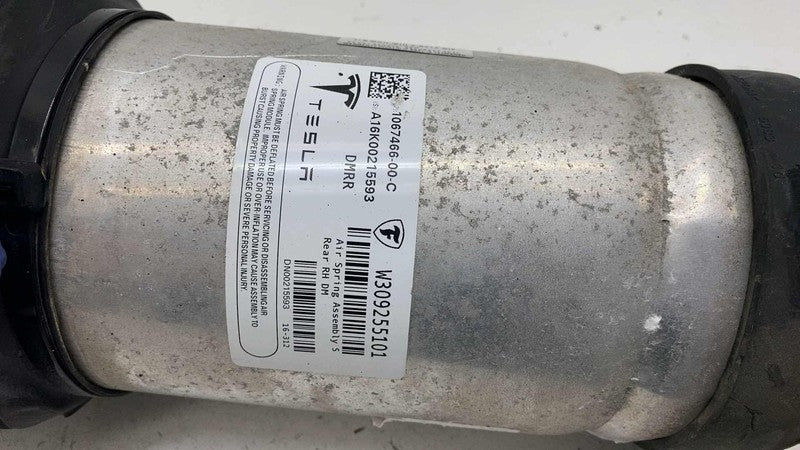 TESLA
1067466-00-C
(S) A16K00215593
DMRR
W309255101
Air Spring Assembly S
Rear RH DM
DN00215593 16-312
WARNING: AIR SPRING MUST BE DEFLATED BEFORE SERVICING OR DISASSEMBLING AIR
SPRING MODULE. IMPROPER USE OR OVER-INFLATION MAY CAUSE ASSEMBLY TO
BURST CAUSING PROPERTY DAMAGE OR SEVERE PERSONAL INJURY.